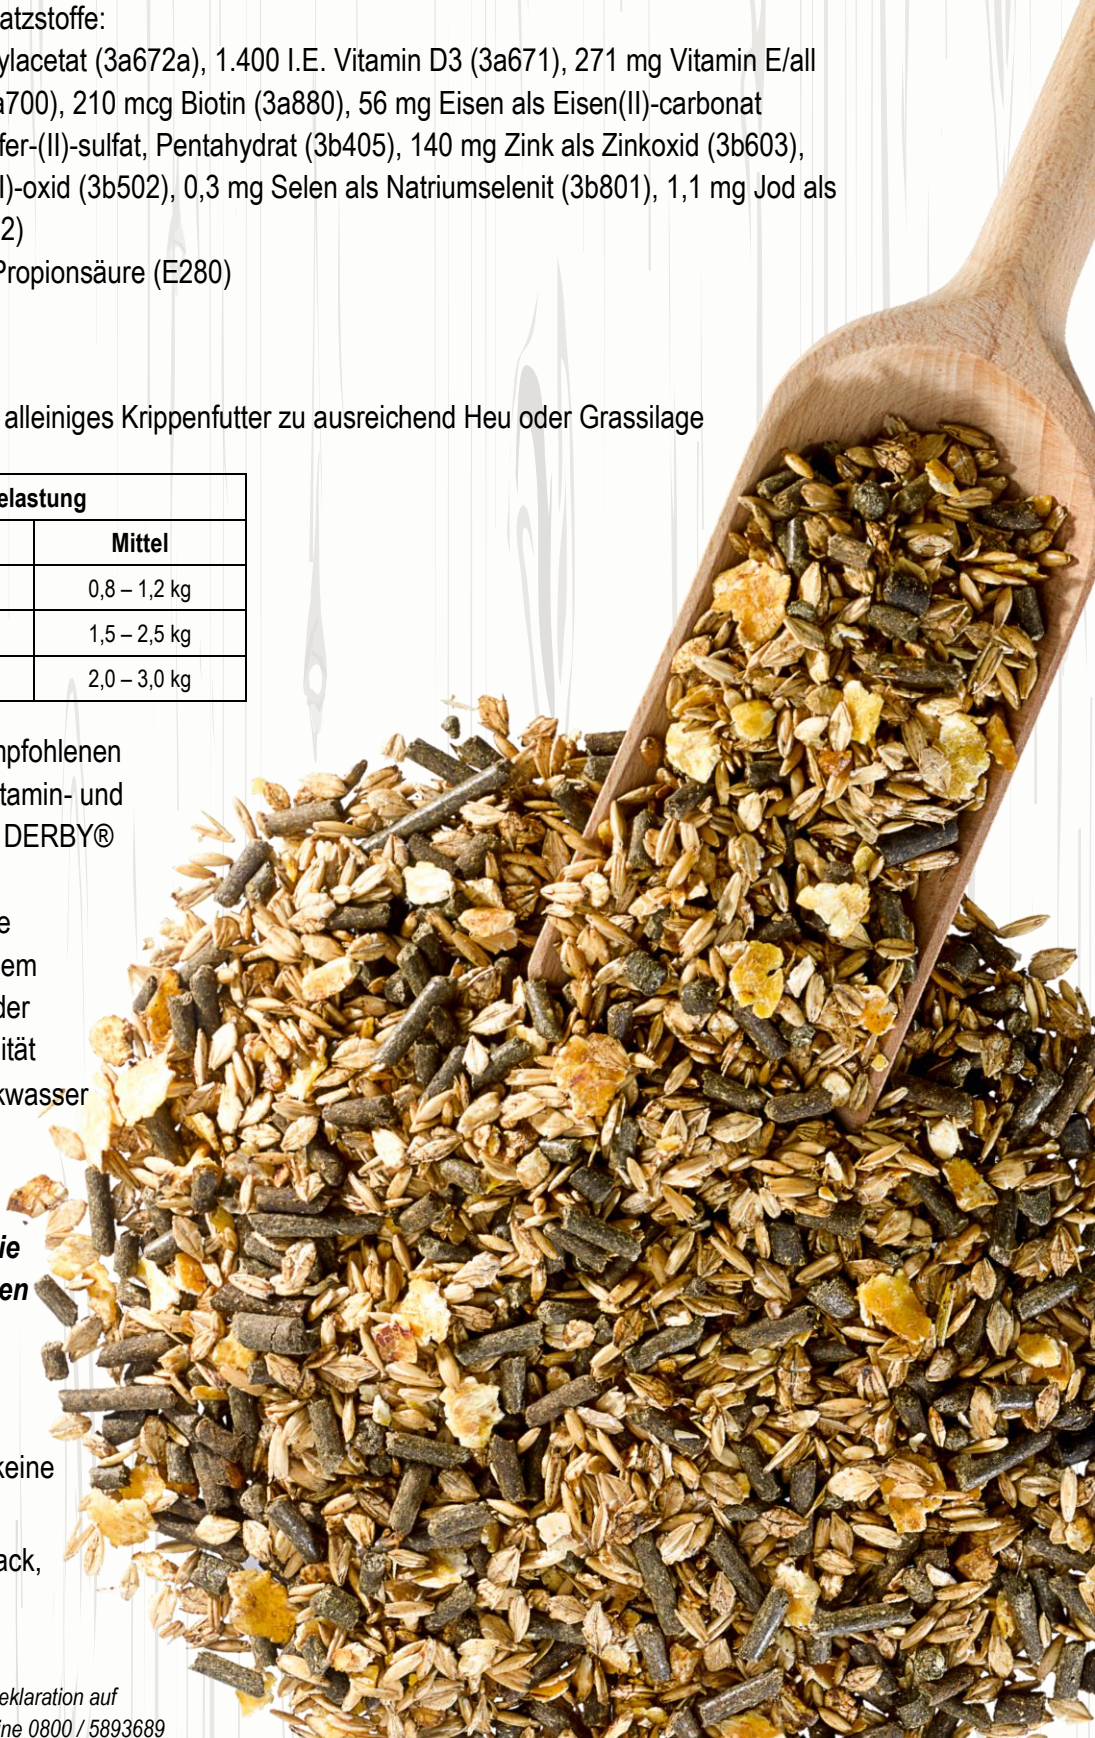 atzstoffe:
ylacetat (3a672a), 1.400 I.E. Vitamin D3 (3a671), 271 mg Vitamin E/all
a700), 210 mcg Biotin (3a880), 56 mg Eisen als Eisen(II)-carbonat
fer-(II)-sulfat, Pentahydrat (3b405), 140 mg Zink als Zinkoxid (3b603),
I)-oxid (3b502), 0,3 mg Selen als Natriumselenit (3b801), 1,1 mg Jod als
2)
Propionsäure (E280)
alleiniges Krippenfutter zu ausreichend Heu oder Grassilage
elastung
Mittel
0,8 – 1,2 kg
1,5 – 2,5 kg
2,0 – 3,0 kg
mpfohlenen
tamin- und
DERBY®
e
em
der
ität
kwasser
ie
en
keine
ack,
eklaration auf
ine 0800 / 5893689